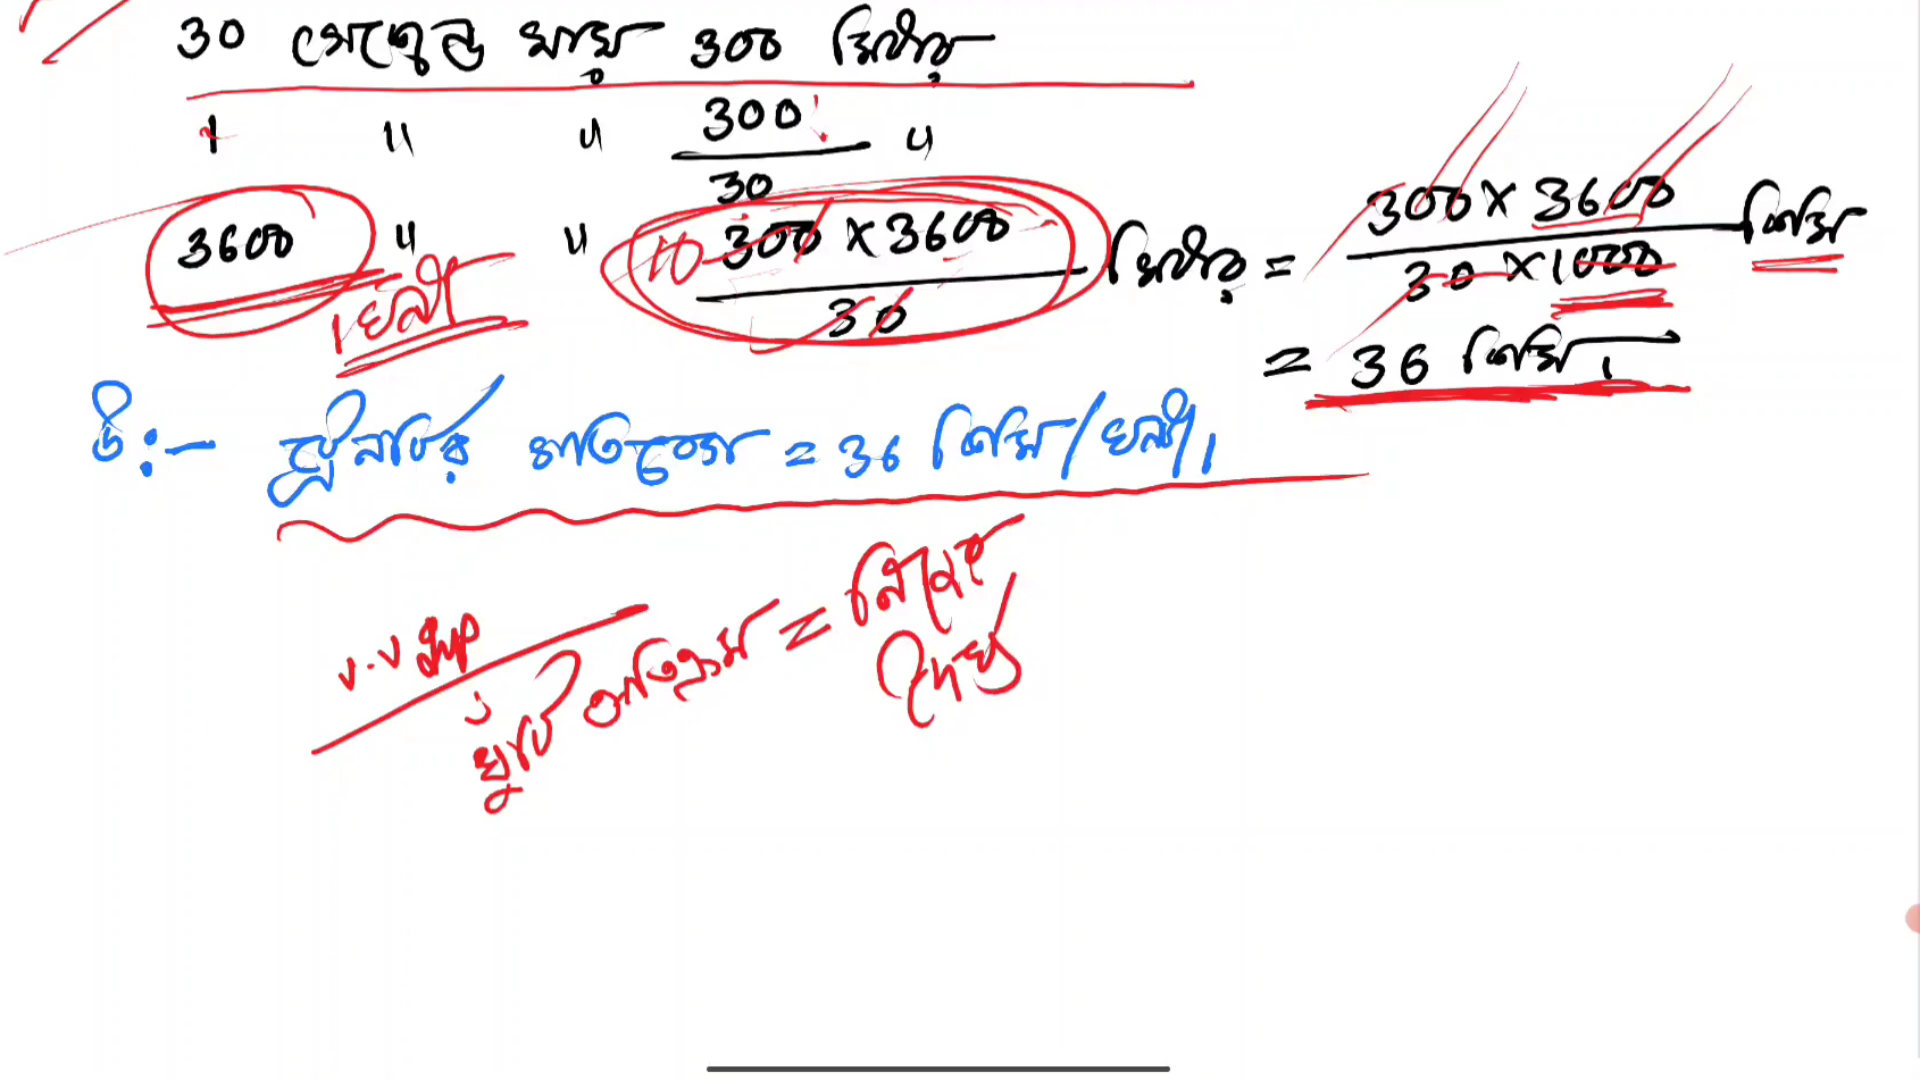 30 সেকেন্ডে যায় 300 মিটার
1 " " 300/30 "
3600 " " 300 × 3600/30 মিটার = 300 × 3600/30 × 1000 কিমি
10
1 ঘন্টা
= 36 কিমি।
উঃ- ট্রেনটির গতিবেগ = 36 কিমি/ঘন্টা।
v.v Imp
খুঁটি অতিক্রম = নিজের দৈর্ঘ্য